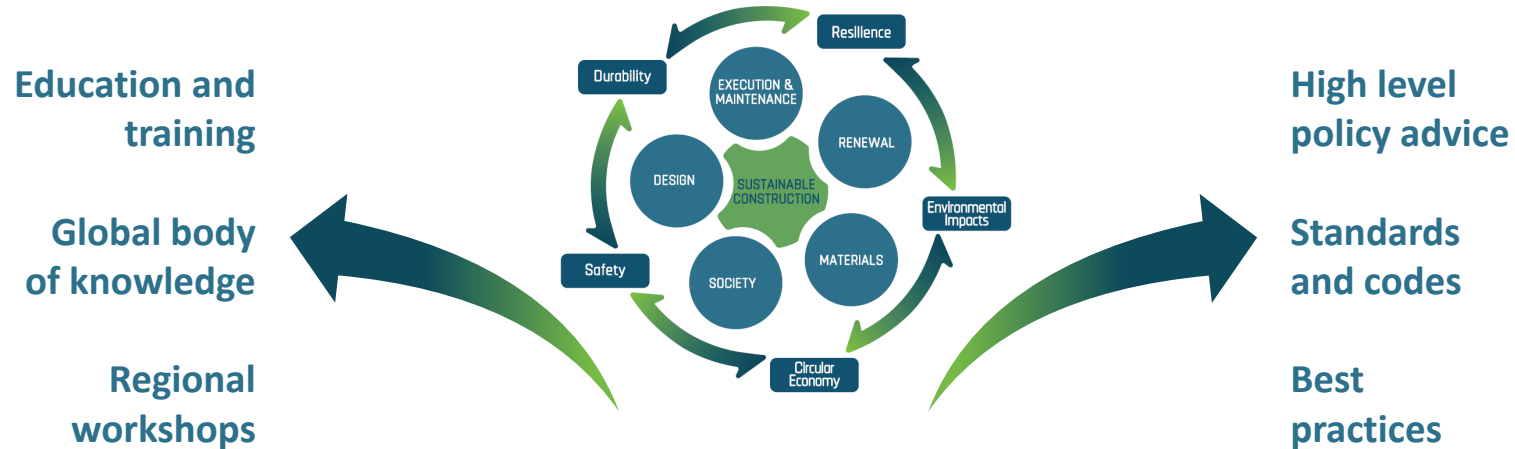 Education and
training
Global body
of knowledge
Regional
workshops
Resilience
Durability
EXECUTION &
MAINTENANCE
RENEWAL
DESIGN
SUSTAINABLE
CONSTRUCTION
Environmental
Impacts
MATERIALS
Safety
SOCIETY
Circular
Economy
High level
policy advice
Standards
and codes
Best
practices